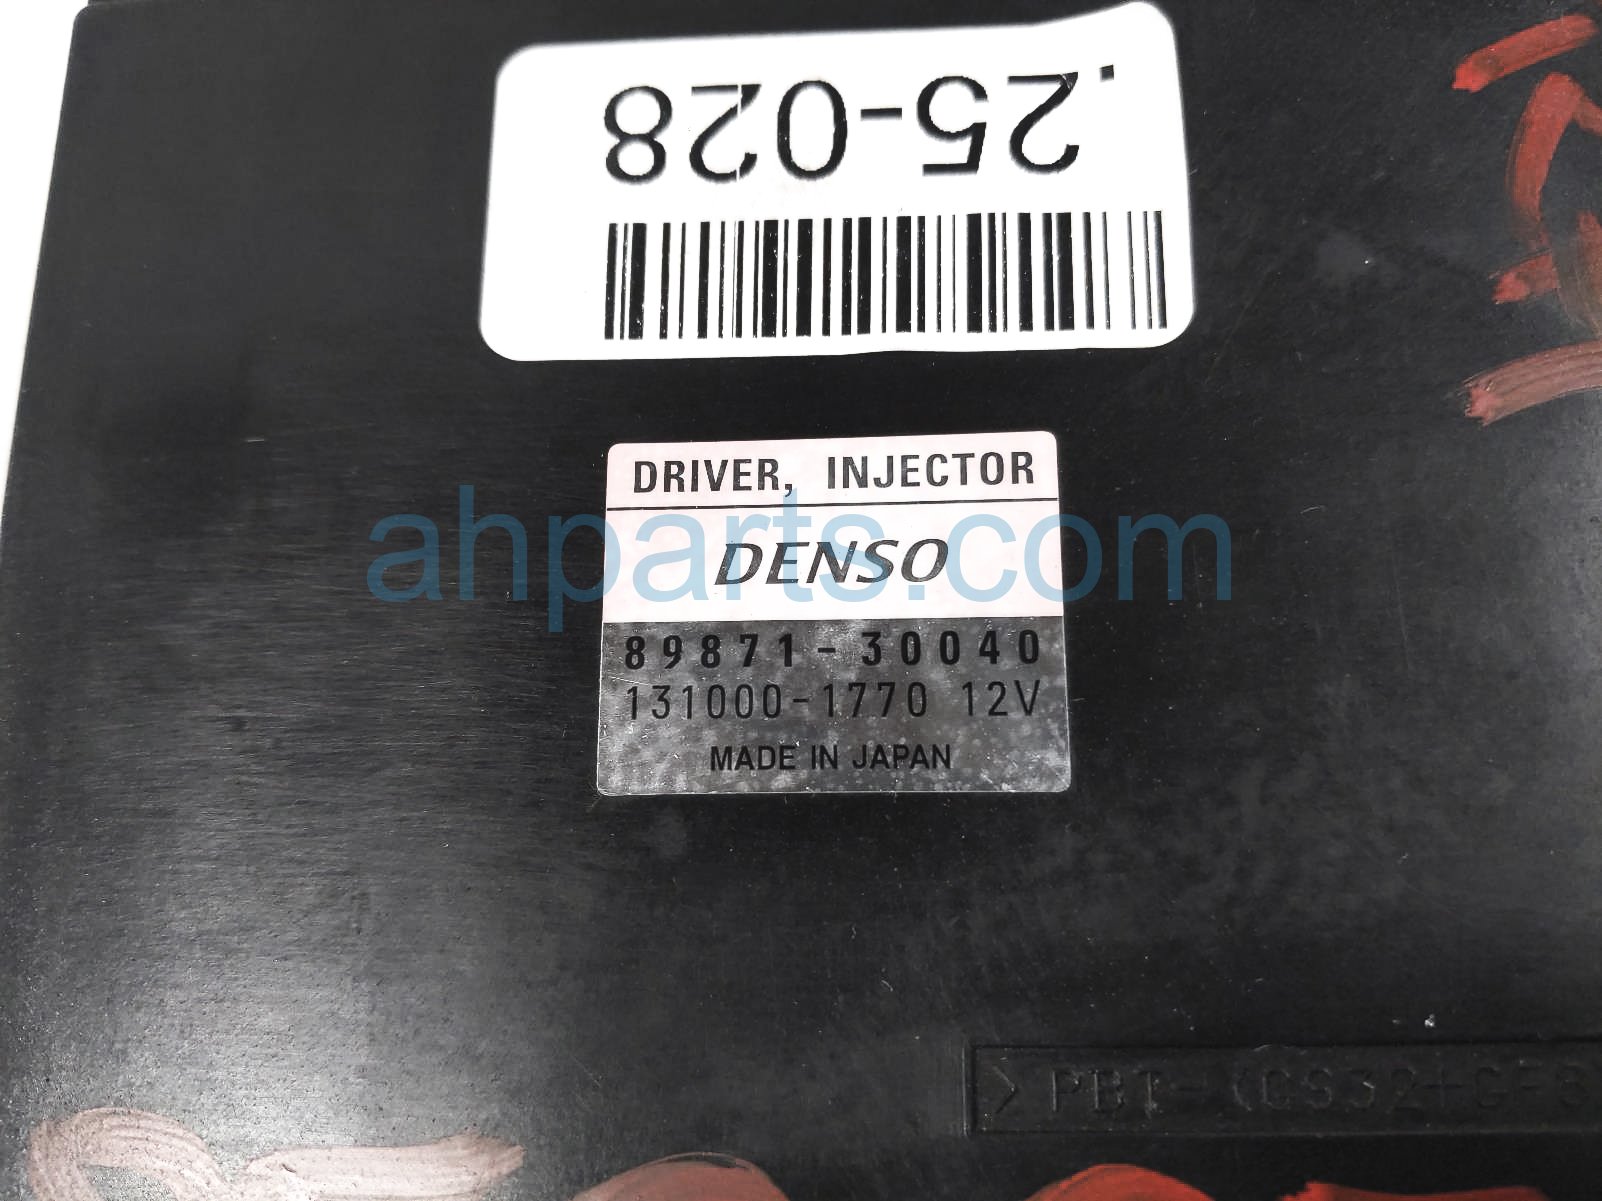 .25-028
DRIVER, INJECTOR
DENSO
89871-30040
131000-1770 12V
MADE IN JAPAN
ahparts.com